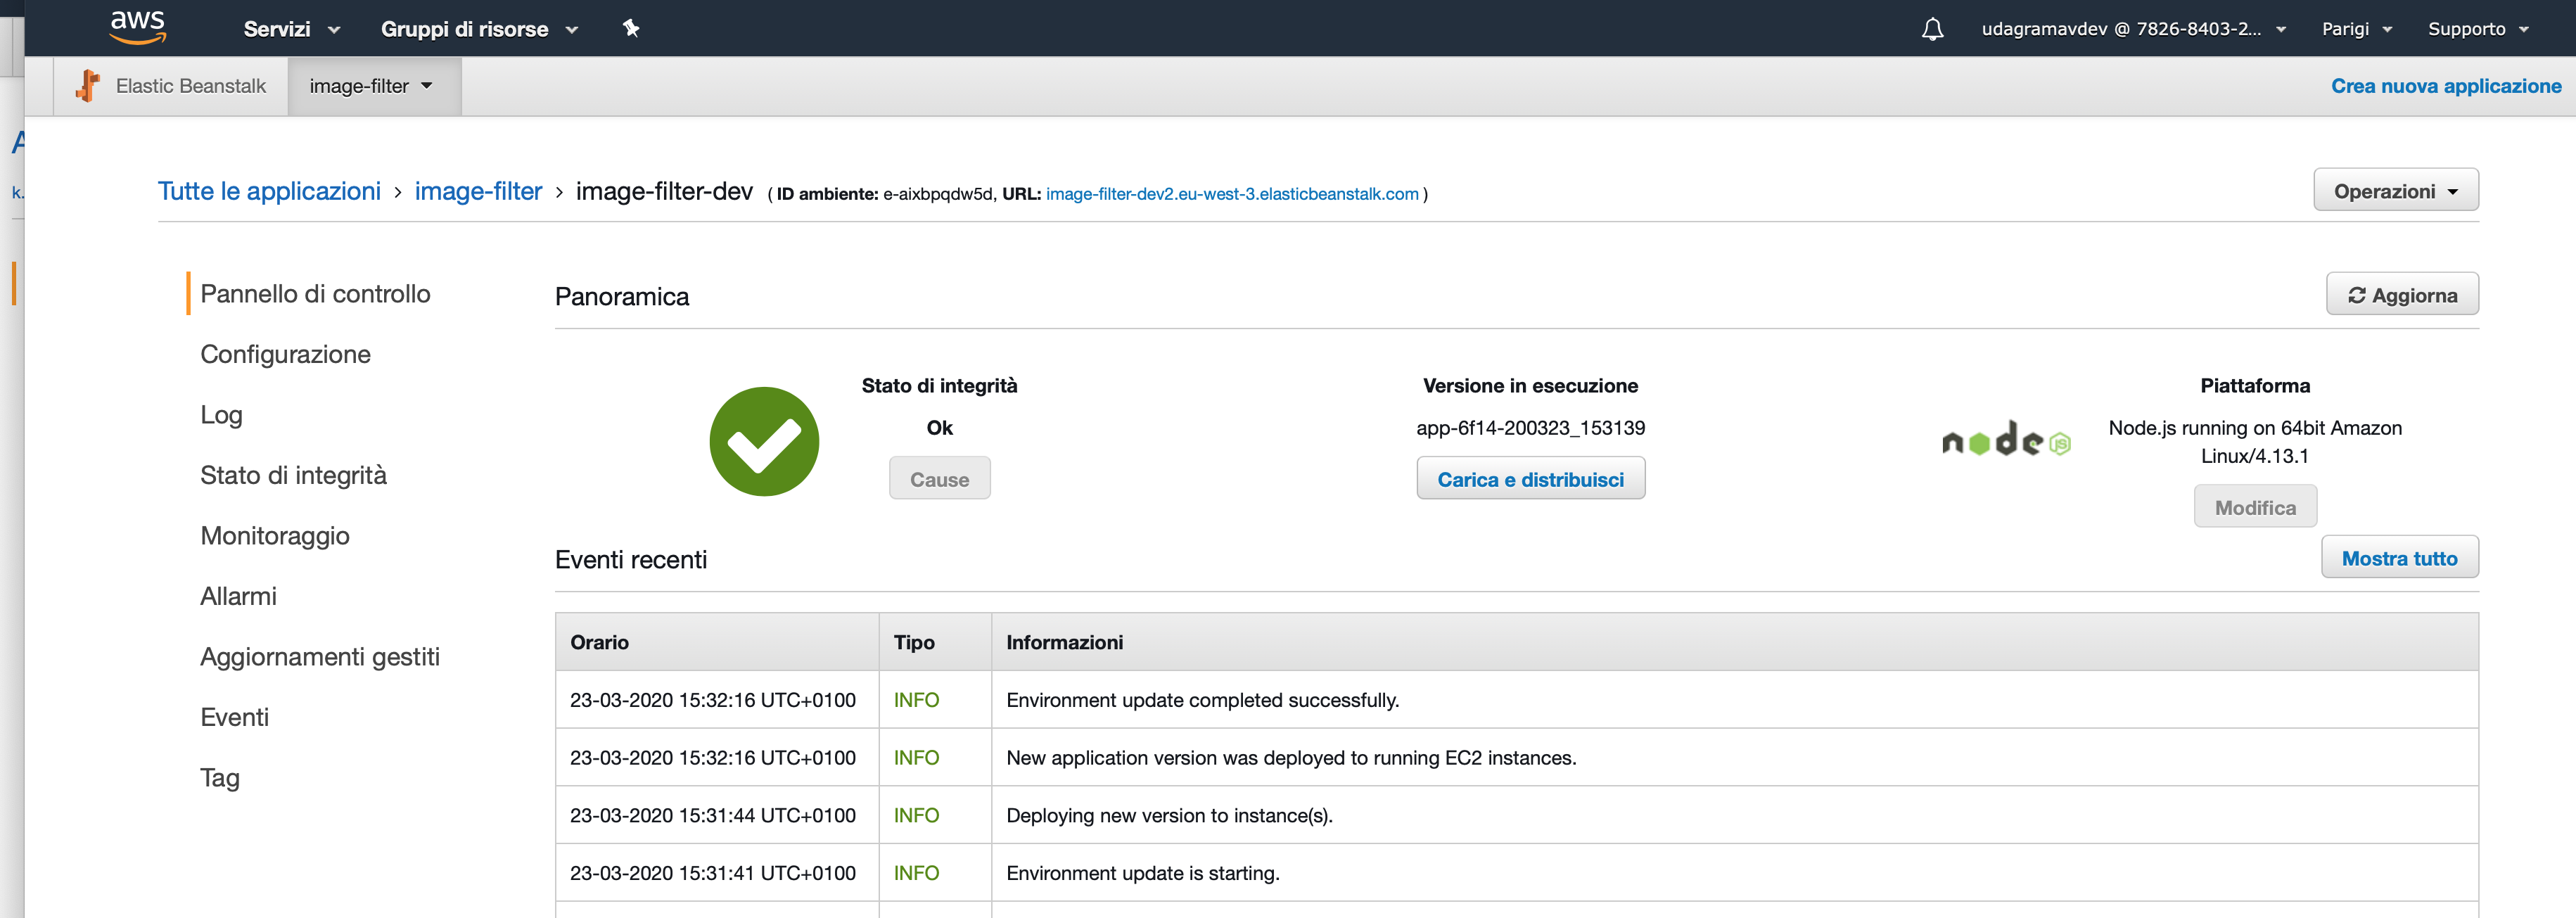 aws Servizi Gruppi di risorse udagramavdev @ 7826-8403-2... Parigi Supporto
Elastic Beanstalk image-filter Crea nuova applicazione
A
k.
Tutte le applicazioni › image-filter › image-filter-dev ( ID ambiente: e-aixbpqdw5d, URL: image-filter-dev2.eu-west-3.elasticbeanstalk.com )
Operazioni
Pannello di controllo
Configurazione
Log
Stato di integrità
Monitoraggio
Allarmi
Aggiornamenti gestiti
Eventi
Tag
Panoramica
Aggiorna
Stato di integrità
Ok
Cause
Versione in esecuzione
app-6f14-200323_153139
Carica e distribuisci
node JS
Piattaforma
Node.js running on 64bit Amazon
Linux/4.13.1
Modifica
Eventi recenti
Mostra tutto
Orario Tipo Informazioni
23-03-2020 15:32:16 UTC+0100 INFO Environment update completed successfully.
23-03-2020 15:32:16 UTC+0100 INFO New application version was deployed to running EC2 instances.
23-03-2020 15:31:44 UTC+0100 INFO Deploying new version to instance(s).
23-03-2020 15:31:41 UTC+0100 INFO Environment update is starting.